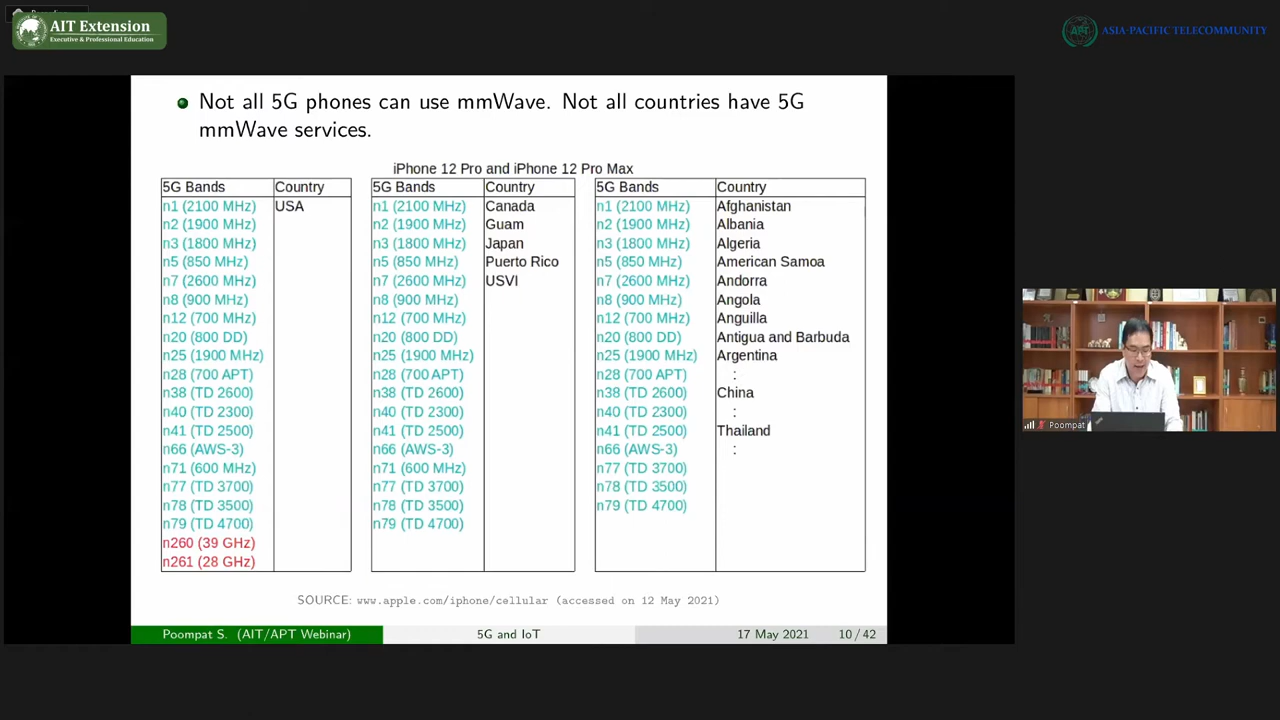 AIT Extension
Executive & Professional Education
ASIA-PACIFIC TELECOMMUNITY
APT
Not all 5G phones can use mmWave. Not all countries have 5G
mmWave services.
iPhone 12 Pro and iPhone 12 Pro Max
5G Bands Country 5G Bands Country 5G Bands Country
n1 (2100 MHz) USA n1 (2100 MHz) Canada n1 (2100 MHz) Afghanistan
n2 (1900 MHz) n2 (1900 MHz) Guam n2 (1900 MHz) Albania
n3 (1800 MHz) n3 (1800 MHz) Japan n3 (1800 MHz) Algeria
n5 (850 MHz) n5 (850 MHz) Puerto Rico n5 (850 MHz) American Samoa
n7 (2600 MHz) n7 (2600 MHz) USVI n7 (2600 MHz) Andorra
n8 (900 MHz) n8 (900 MHz) n8 (900 MHz) Angola
n12 (700 MHz) n12 (700 MHz) n12 (700 MHz) Anguilla
n20 (800 DD) n20 (800 DD) n20 (800 DD) Antigua and Barbuda
n25 (1900 MHz) n25 (1900 MHz) n25 (1900 MHz) Argentina
n28 (700 APT) n28 (700 APT) n28 (700 APT) :
n38 (TD 2600) n38 (TD 2600) n38 (TD 2600) China
n40 (TD 2300) n40 (TD 2300) n40 (TD 2300) :
n41 (TD 2500) n41 (TD 2500) n41 (TD 2500) Thailand
n66 (AWS-3) n66 (AWS-3) n66 (AWS-3) :
n71 (600 MHz) n71 (600 MHz) n77 (TD 3700)
n77 (TD 3700) n77 (TD 3700) n78 (TD 3500)
n78 (TD 3500) n78 (TD 3500) n79 (TD 4700)
n79 (TD 4700) n79 (TD 4700)
n260 (39 GHz)
n261 (28 GHz)
SOURCE: www.apple.com/iphone/cellular (accessed on 12 May 2021)
Poompat S. (AIT/APT Webinar) 5G and IoT 17 May 2021 10 / 42
Poompat